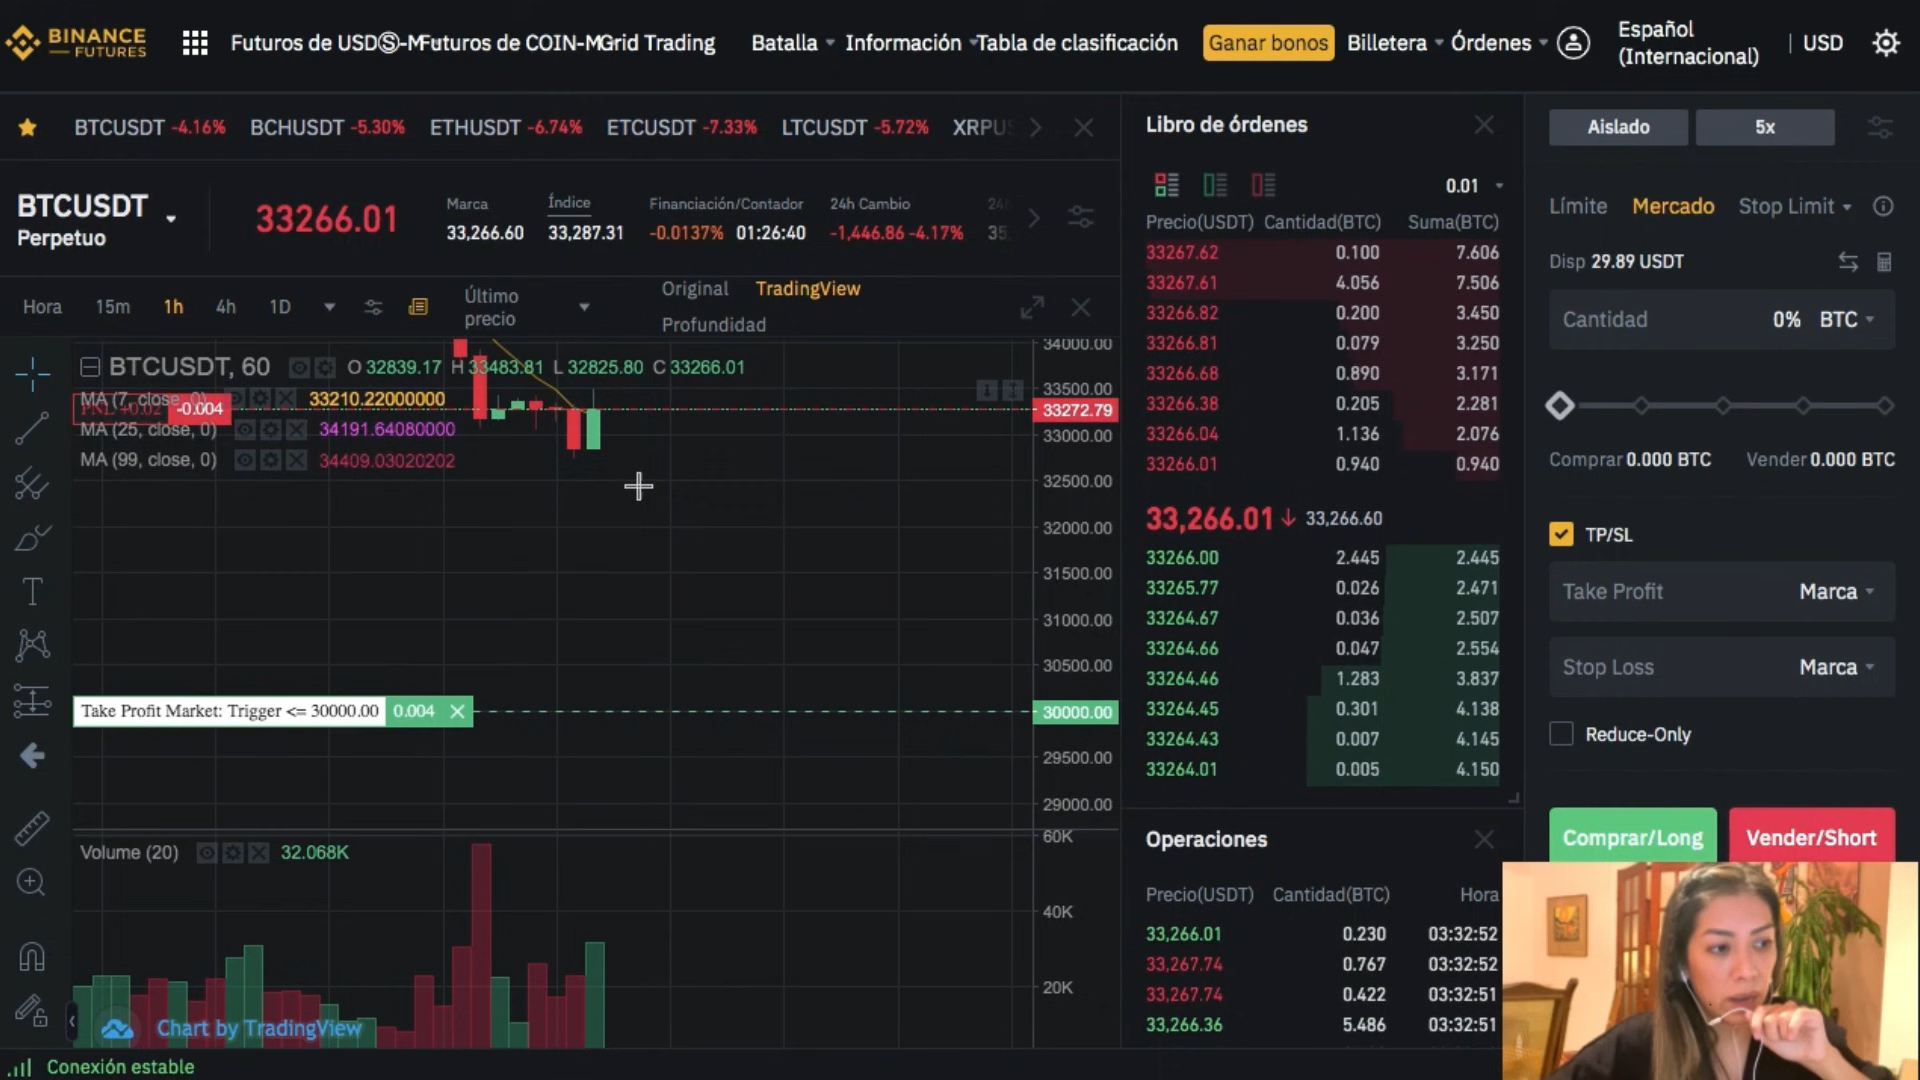 BINANCE
FUTURES
Futuros de USDⓈ-M
Futuros de COIN-M
Grid Trading
Batalla
Información
Tabla de clasificación
Ganar bonos
Billetera
Órdenes
Español
(Internacional)
USD
BTCUSDT -4.16%
BCHUSDT -5.30%
ETHUSDT -6.74%
ETCUSDT -7.33%
LTCUSDT -5.72%
XRPUS
BTCUSDT
Perpetuo
33266.01
Marca
33,266.60
Índice
33,287.31
Financiación/Contador
-0.0137% 01:26:40
24h Cambio
-1,446.86 -4.17%
24
35.
Hora 15m 1h 4h 1D
Último
precio
Original TradingView
Profundidad
BTCUSDT, 60 O 32839.17 H 33483.81 L 32825.80 C 33266.01
MA (7, close, 0) 33210.22000000
PNL +0.02 -0.004
MA (25, close, 0) 34191.64080000
MA (99, close, 0) 34409.03020202
34000.00
33500.00
33272.79
33000.00
32500.00
32000.00
31500.00
31000.00
30500.00
30000.00
29500.00
29000.00
Take Profit Market: Trigger <= 30000.00 0.004
Volume (20) 32.068K
60K
40K
20K
Chart by TradingView
Conexión estable
Libro de órdenes
0.01
Precio(USDT) Cantidad(BTC) Suma(BTC)
33267.62 0.100 7.606
33267.61 4.056 7.506
33266.82 0.200 3.450
33266.81 0.079 3.250
33266.68 0.890 3.171
33266.38 0.205 2.281
33266.04 1.136 2.076
33266.01 0.940 0.940
33,266.01 33,266.60
33266.00 2.445 2.445
33265.77 0.026 2.471
33264.67 0.036 2.507
33264.66 0.047 2.554
33264.46 1.283 3.837
33264.45 0.301 4.138
33264.43 0.007 4.145
33264.01 0.005 4.150
Operaciones
Precio(USDT) Cantidad(BTC) Hora
33,266.01 0.230 03:32:52
33,267.74 0.767 03:32:52
33,267.74 0.422 03:32:51
33,266.36 5.486 03:32:51
Aislado 5x
Límite Mercado Stop Limit
Disp 29.89 USDT
Cantidad 0% BTC
Comprar 0.000 BTC Vender 0.000 BTC
TP/SL
Take Profit Marca
Stop Loss Marca
Reduce-Only
Comprar/Long Vender/Short